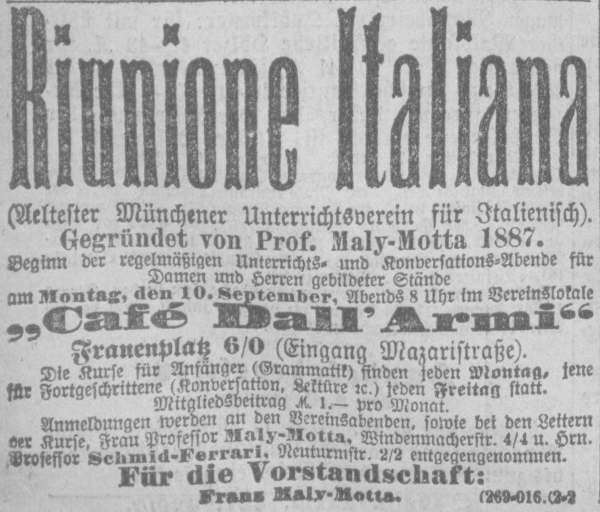 Riunione Italiana
(Aeltester Münchener Unterrichtsverein für Italienisch).
Gegründet von Prof. Maly-Motta 1887.
Beginn der regelmäßigen Unterrichts- und Konversations-Abende für
Damen und Herren gebildeter Stände
am Montag, den 10. September, Abends 8 Uhr im Vereinslokale
„Café Dall'Armi“
Frauenplatz 6/0 (Eingang Mazaristraße).
Die Kurse für Anfänger (Grammatik) finden jeden Montag, jene
für Fortgeschrittene (Konversation, Lektüre ꝛc.) jeden Freitag statt.
Mitgliedsbeitrag M. 1.— pro Monat.
Anmeldungen werden an den Vereinsabenden, sowie bei den Leitern
der Kurse, Frau Professor Maly-Motta, Windenmacherstr. 4/4 u. Hrn.
Professor Schmid-Ferrari, Neuturmstr. 2/2 entgegengenommen.
Für die Vorstandschaft:
Franz Maly-Motta.
(269-016.(2-2